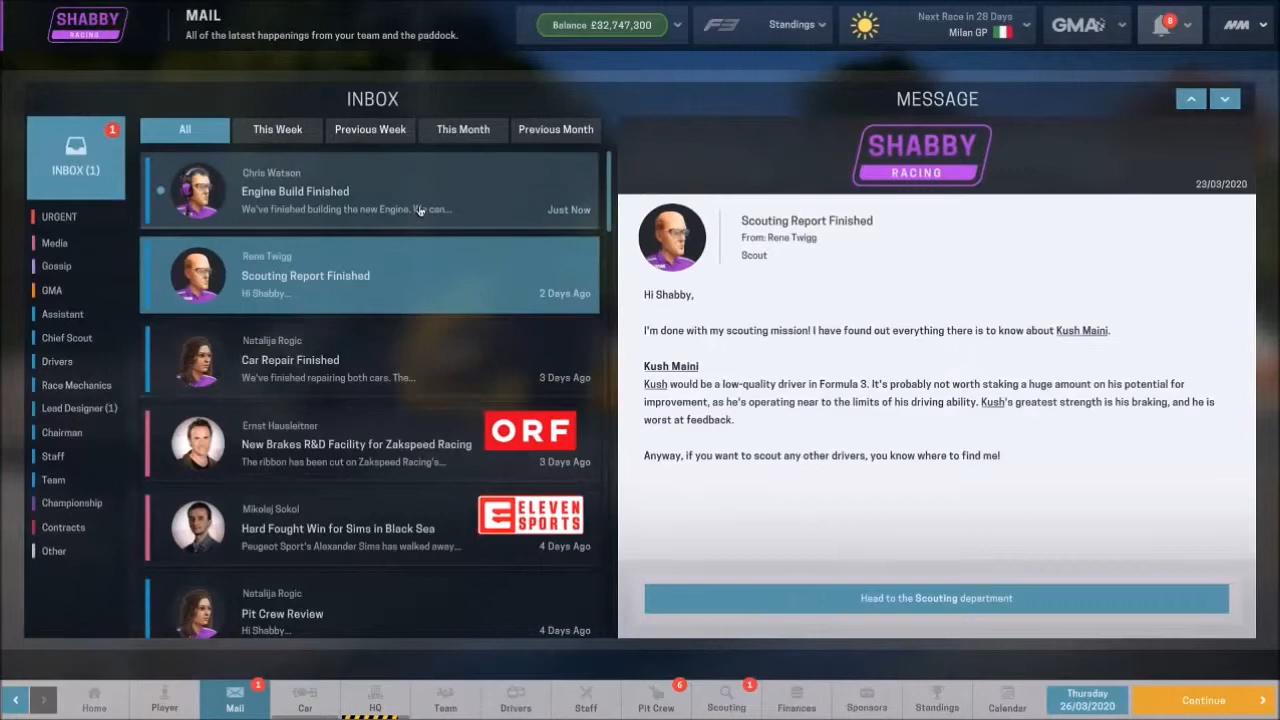 SHABBY
RACING
MAIL
All of the latest happenings from your team and the paddock.
Balance £32,747,300
F3
Standings
Next Race in 28 Days
Milan GP
GMA
8
INBOX
MESSAGE
1
INBOX (1)
All
This Week
Previous Week
This Month
Previous Month
URGENT
Media
Gossip
GMA
Assistant
Chief Scout
Drivers
Race Mechanics
Lead Designer (1)
Chairman
Staff
Team
Championship
Contracts
Other
Chris Watson
Engine Build Finished
We've finished building the new Engine. We can...
Just Now
Rene Twigg
Scouting Report Finished
Hi Shabby...
2 Days Ago
Natalija Rogic
Car Repair Finished
We've finished repairing both cars. The...
3 Days Ago
Ernst Hausleitner
New Brakes R&D Facility for Zakspeed Racing
The ribbon has been cut on Zakspeed Racing's...
ORF
3 Days Ago
Mikolaj Sokol
Hard Fought Win for Sims in Black Sea
Peugeot Sport's Alexander Sims has walked away...
ELEVEN
SPORTS
4 Days Ago
Natalija Rogic
Pit Crew Review
Hi Shabby...
4 Days Ago
SHABBY
RACING
23/03/2020
Scouting Report Finished
From: Rene Twigg
Scout
Hi Shabby,
I'm done with my scouting mission! I have found out everything there is to know about Kush Maini.
Kush Maini
Kush would be a low-quality driver in Formula 3. It's probably not worth staking a huge amount on his potential for
improvement, as he's operating near to the limits of his driving ability. Kush's greatest strength is his braking, and he is
worst at feedback.
Anyway, if you want to scout any other drivers, you know where to find me!
Head to the Scouting department
Home
Player
1
Mail
Car
HQ
Team
Drivers
Staff
6
Pit Crew
1
Scouting
Finances
Sponsors
Standings
Calendar
Thursday
26/03/2020
Continue